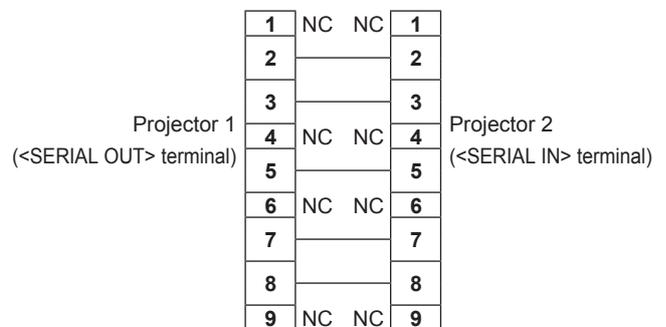 1 NC NC 1
2 2
3 3
Projector 1
(<SERIAL OUT> terminal)
4 NC NC 4
Projector 2
(<SERIAL IN> terminal)
5 5
6 NC NC 6
7 7
8 8
9 NC NC 9